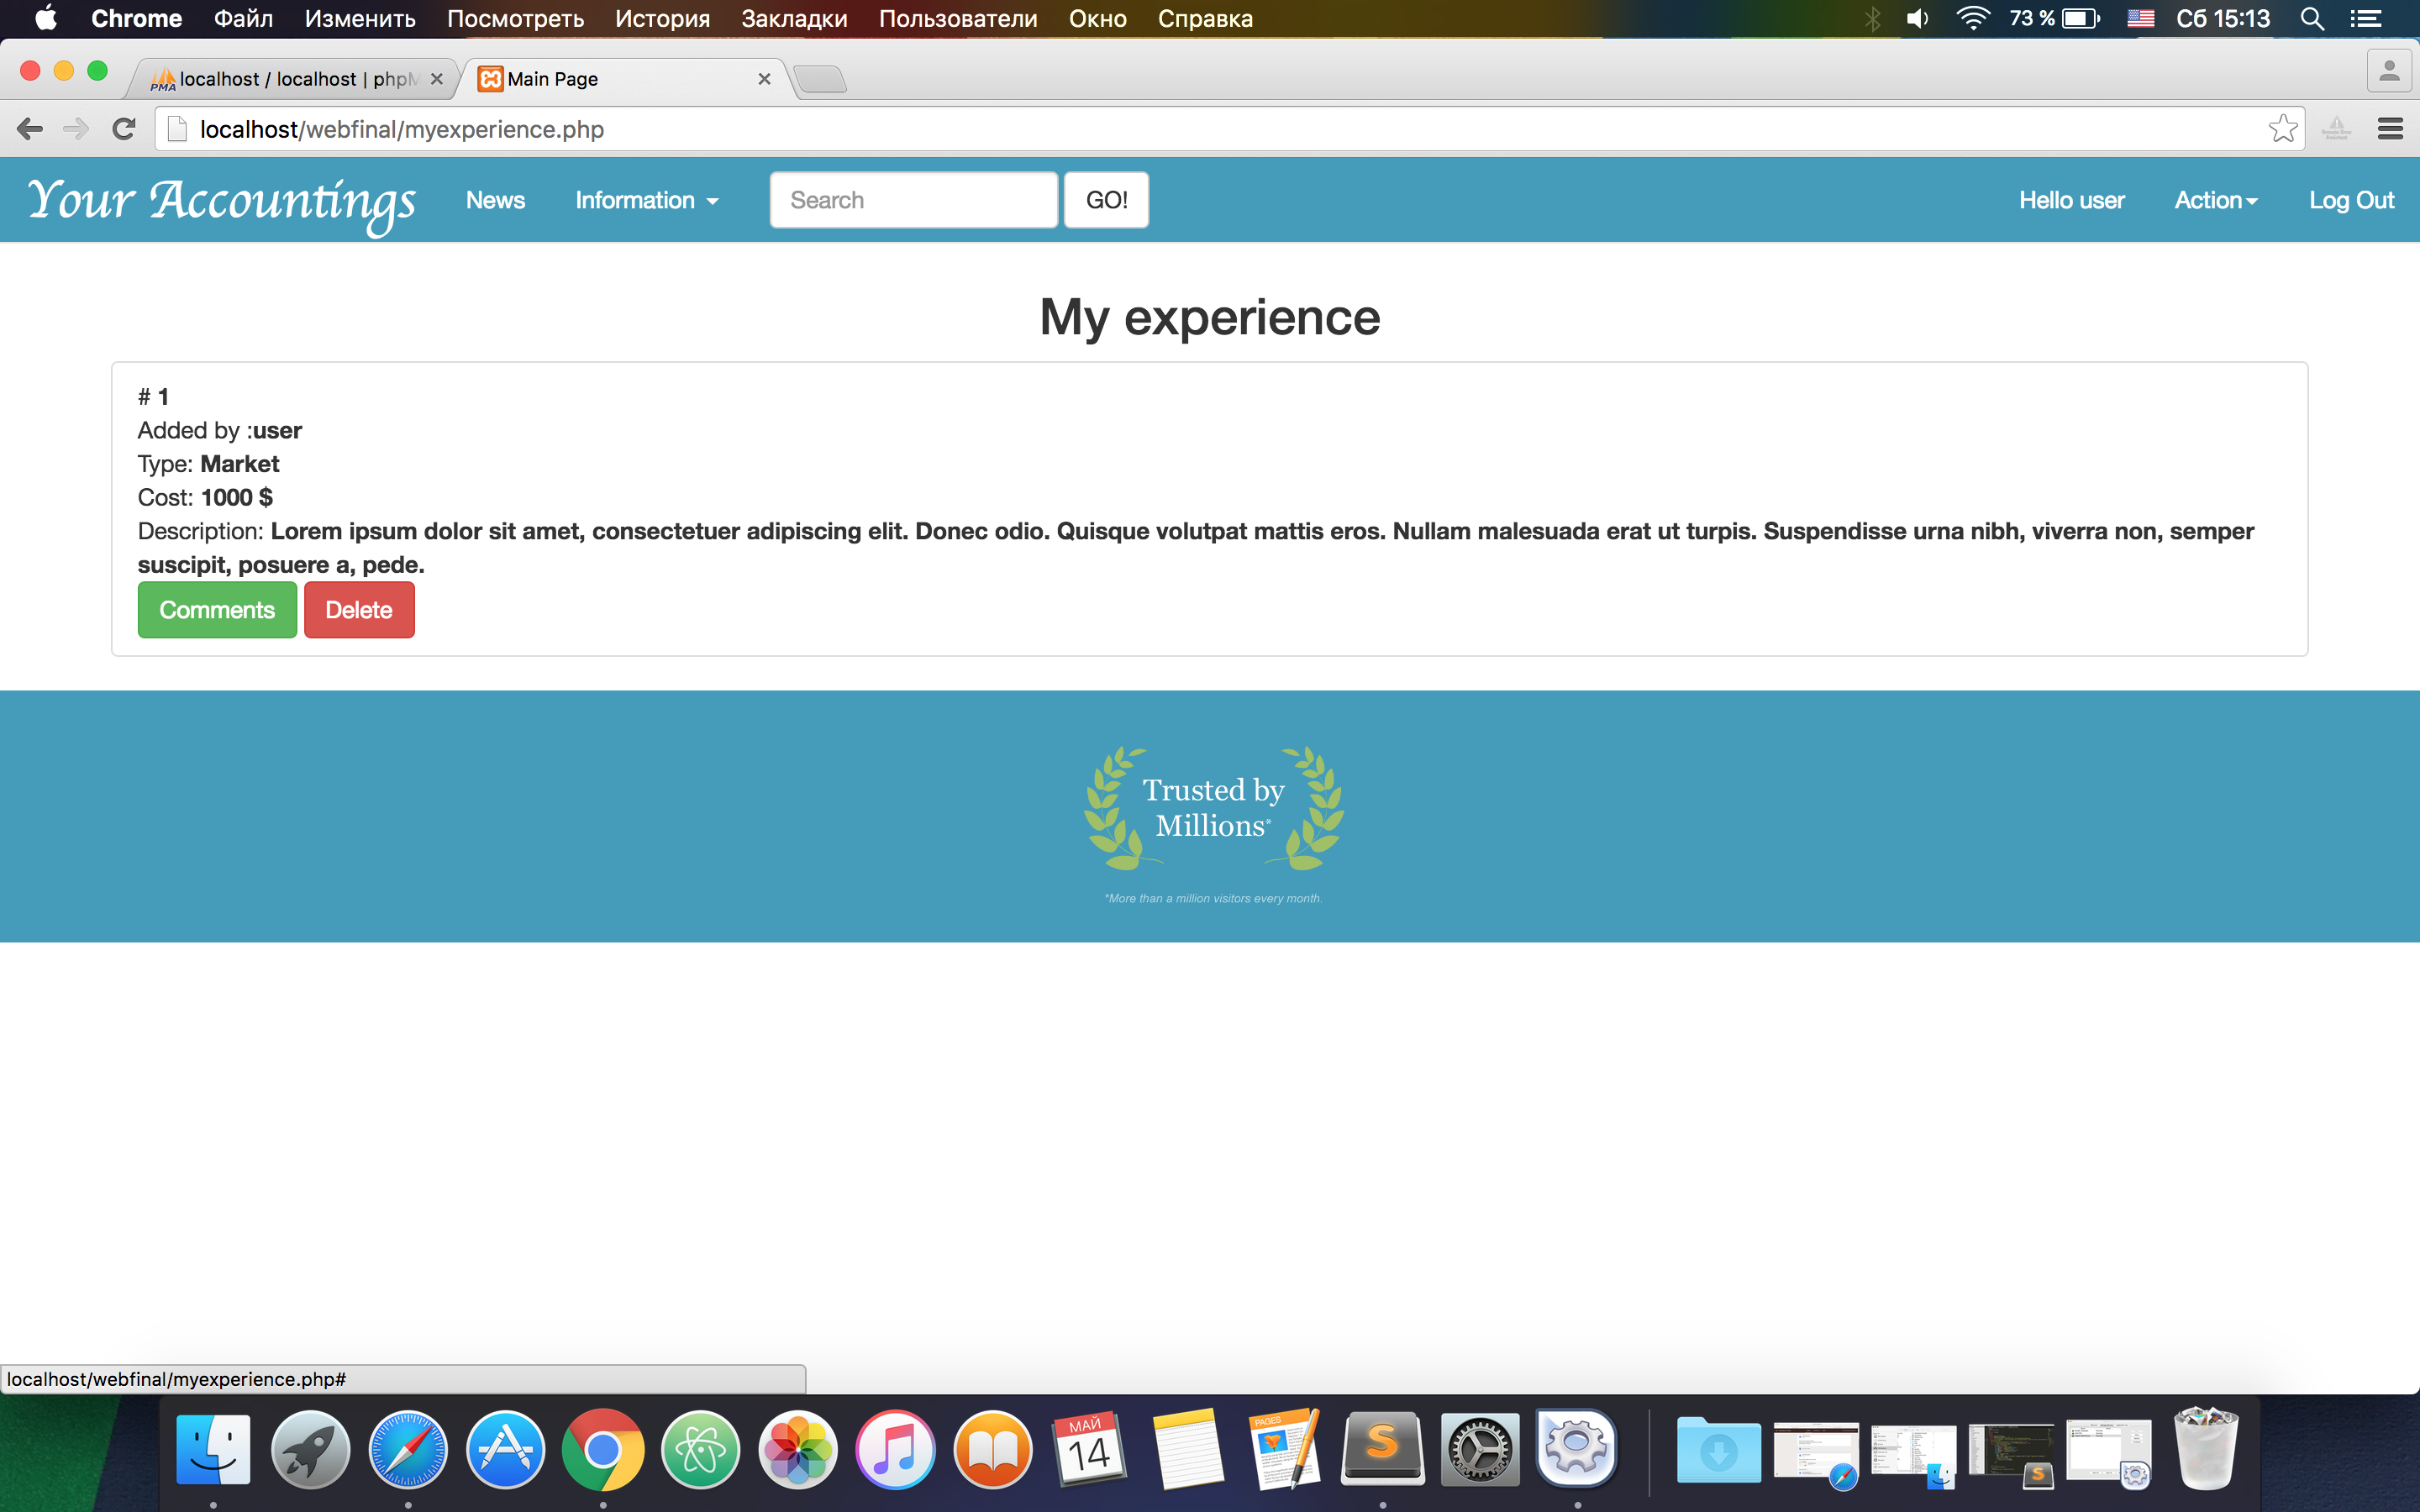 Chrome Файл Изменить Посмотреть История Закладки Пользователи Окно Справка 73 % Сб 15:13
PMA localhost / localhost | php Main Page
localhost/webfinal/myexperience.php
Your Accountings News Information Search GO! Hello user Action Log Out
My experience
# 1
Added by :user
Type: Market
Cost: 1000 $
Description: Lorem ipsum dolor sit amet, consectetuer adipiscing elit. Donec odio. Quisque volutpat mattis eros. Nullam malesuada erat ut turpis. Suspendisse urna nibh, viverra non, semper
suscipit, posuere a, pede.
Comments Delete
Trusted by
Millions*
*More than a million visitors every month.
localhost/webfinal/myexperience.php#
МАЙ
14
PAGES